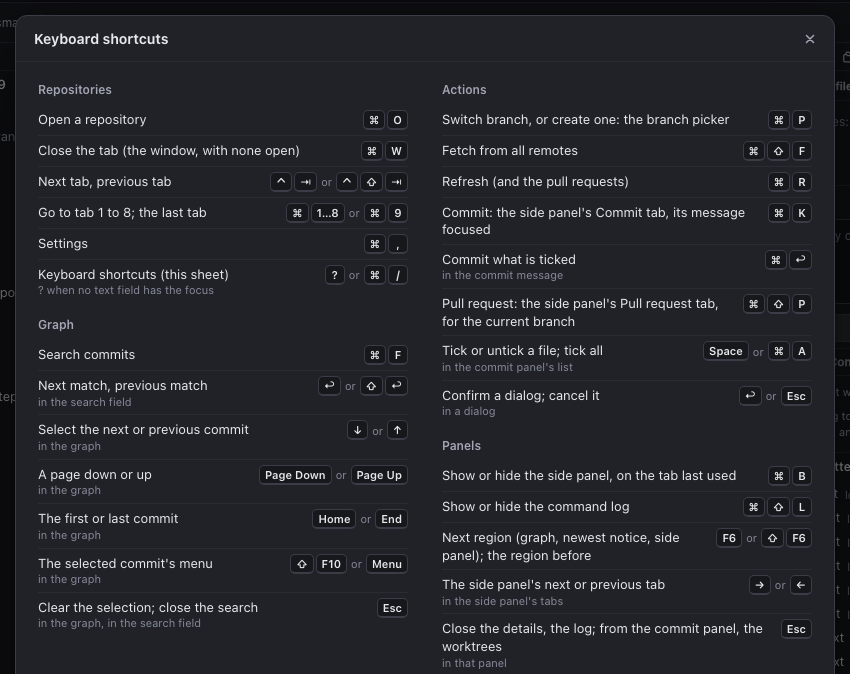 Keyboard shortcuts
Repositories
Open a repository ⌘ O
Close the tab (the window, with none open) ⌘ W
Next tab, previous tab ⌃ ⇥ or ⌃ ⇧ ⇥
Go to tab 1 to 8; the last tab ⌘ 1…8 or ⌘ 9
Settings ⌘ ,
Keyboard shortcuts (this sheet) ? or ⌘ /
? when no text field has the focus
Graph
Search commits ⌘ F
Next match, previous match ↩ or ⇧ ↩
in the search field
Select the next or previous commit ↓ or ↑
in the graph
A page down or up Page Down or Page Up
in the graph
The first or last commit Home or End
in the graph
The selected commit's menu ⇧ F10 or Menu
in the graph
Clear the selection; close the search Esc
in the graph, in the search field
Actions
Switch branch, or create one: the branch picker ⌘ P
Fetch from all remotes ⌘ ⇧ F
Refresh (and the pull requests) ⌘ R
Commit: the side panel's Commit tab, its message ⌘ K
focused
Commit what is ticked ⌘ ↩
in the commit message
Pull request: the side panel's Pull request tab, ⌘ ⇧ P
for the current branch
Tick or untick a file; tick all Space or ⌘ A
in the commit panel's list
Confirm a dialog; cancel it ↩ or Esc
in a dialog
Panels
Show or hide the side panel, on the tab last used ⌘ B
Show or hide the command log ⌘ ⇧ L
Next region (graph, newest notice, side F6 or ⇧ F6
panel); the region before
The side panel's next or previous tab → or ←
in the side panel's tabs
Close the details, the log; from the commit panel, the Esc
worktrees
in that panel